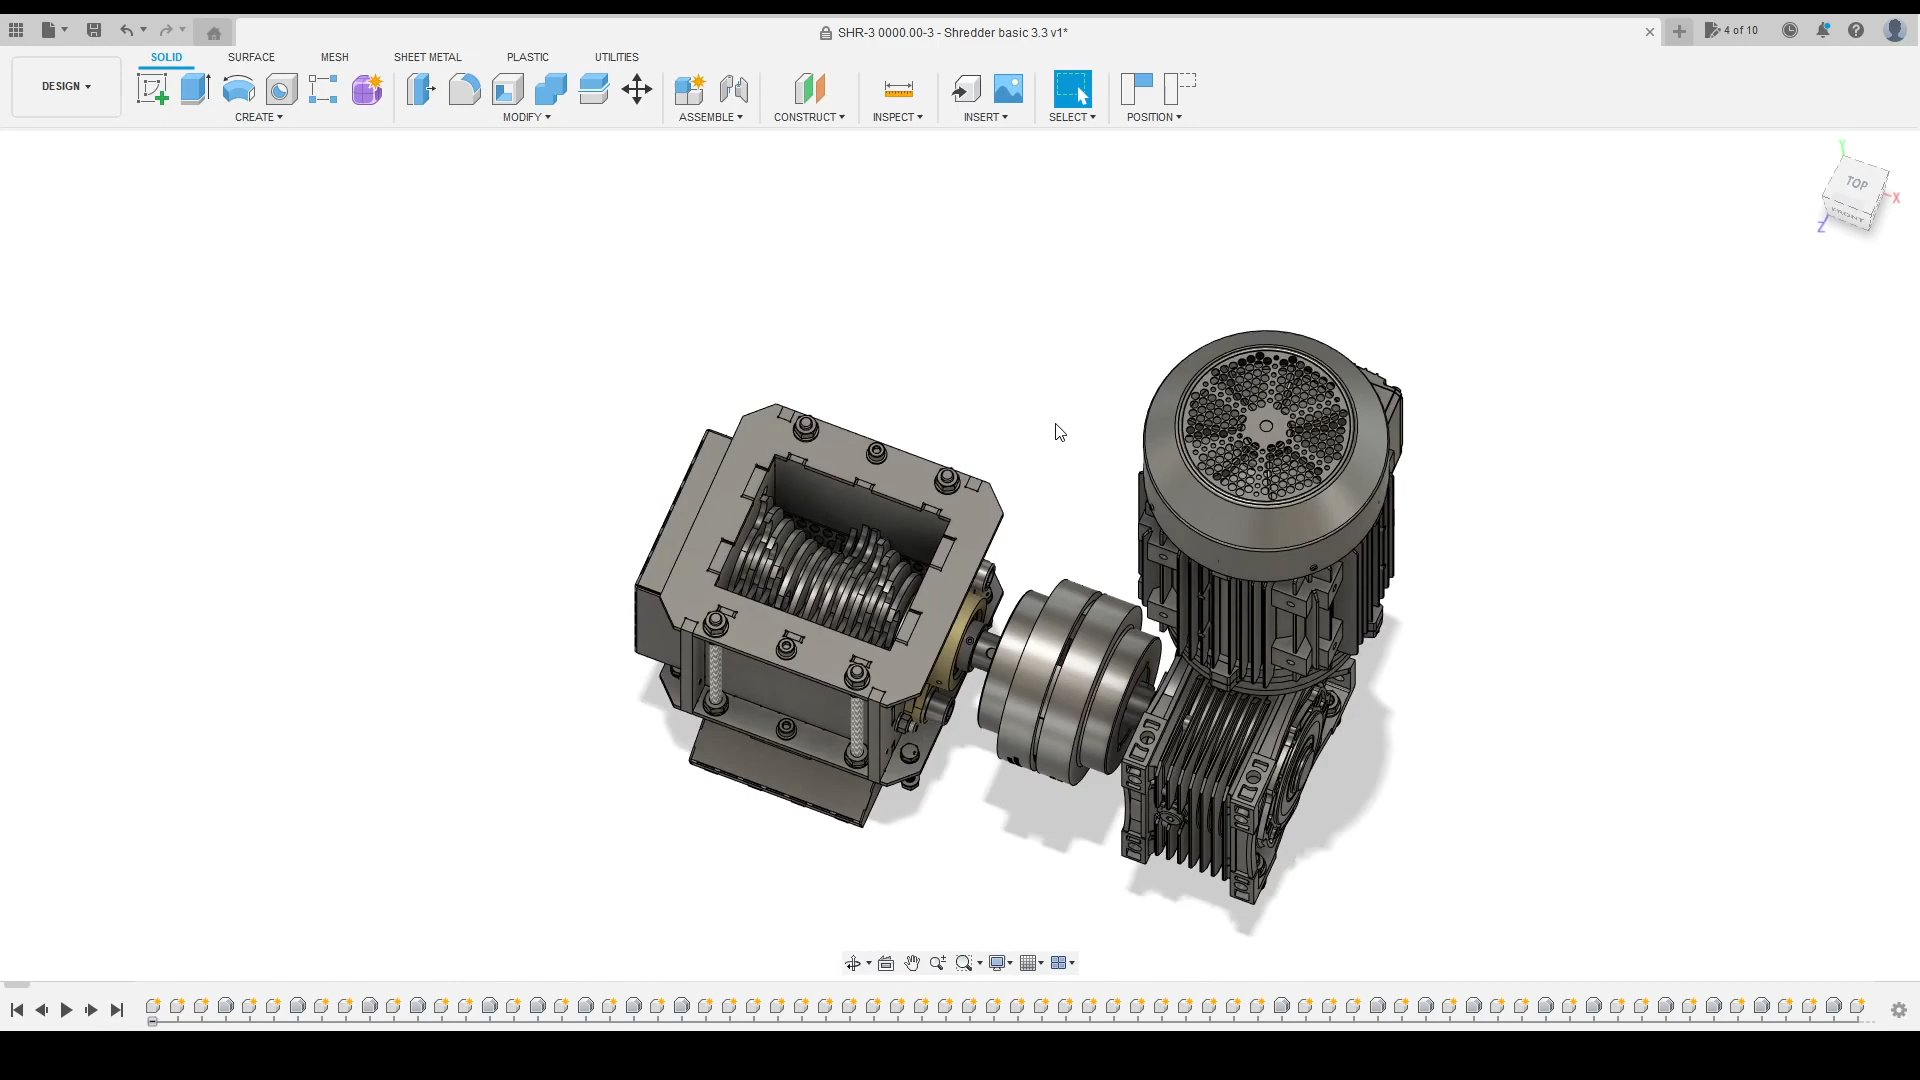 SHR-3 0000.00-3 - Shredder basic 3.3 v1*
4 of 10
SOLID
SURFACE
MESH
SHEET METAL
PLASTIC
UTILITIES
DESIGN
CREATE
MODIFY
ASSEMBLE
CONSTRUCT
INSPECT
INSERT
SELECT
POSITION
Y
TOP
X
FRONT
Z